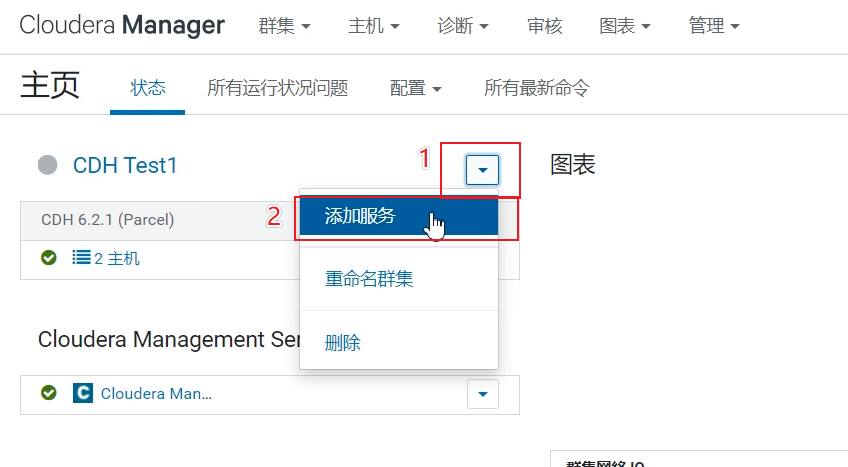 Cloudera Manager 群集 主机 诊断 审核 图表 管理
主页 状态 所有运行状况问题 配置 所有最新命令
CDH Test1 1 图表
CDH 6.2.1 (Parcel) 2 添加服务
2 主机
重命名群集
Cloudera Management Ser
删除
C Cloudera Man...